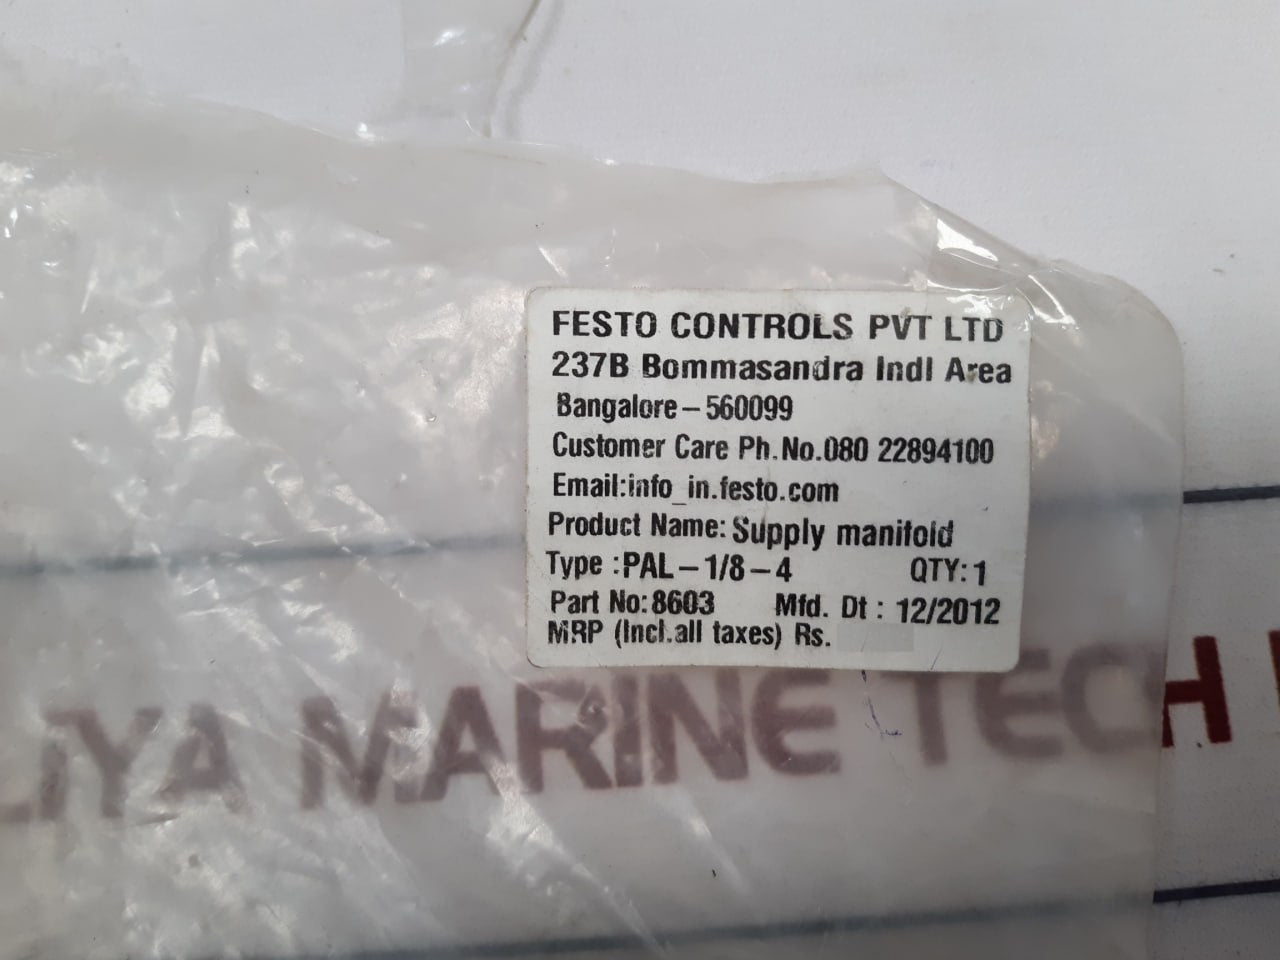 FESTO CONTROLS PVT LTD
237B Bommasandra Indl Area
Bangalore-560099
Customer Care Ph.No.080 22894100
Email:info_in.festo.com
Product Name: Supply manifold
Type :PAL-1/8-4 QTY:1
Part No:8603 Mfd. Dt : 12/2012
MRP (Incl.all taxes) Rs.
MARINE TECH